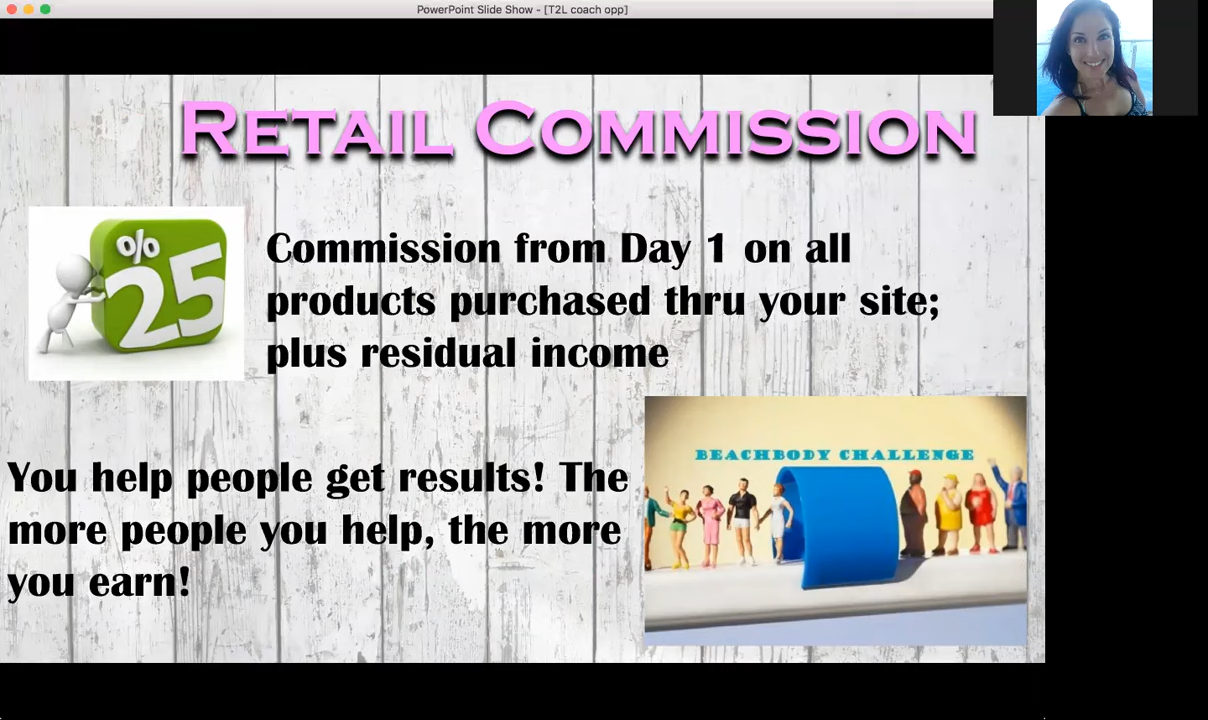 PowerPoint Slide Show - [T2L coach opp]
Retail Commission
% 25
Commission from Day 1 on all
products purchased thru your site;
plus residual income
BEACHBODY CHALLENGE
You help people get results! The
more people you help, the more
you earn!